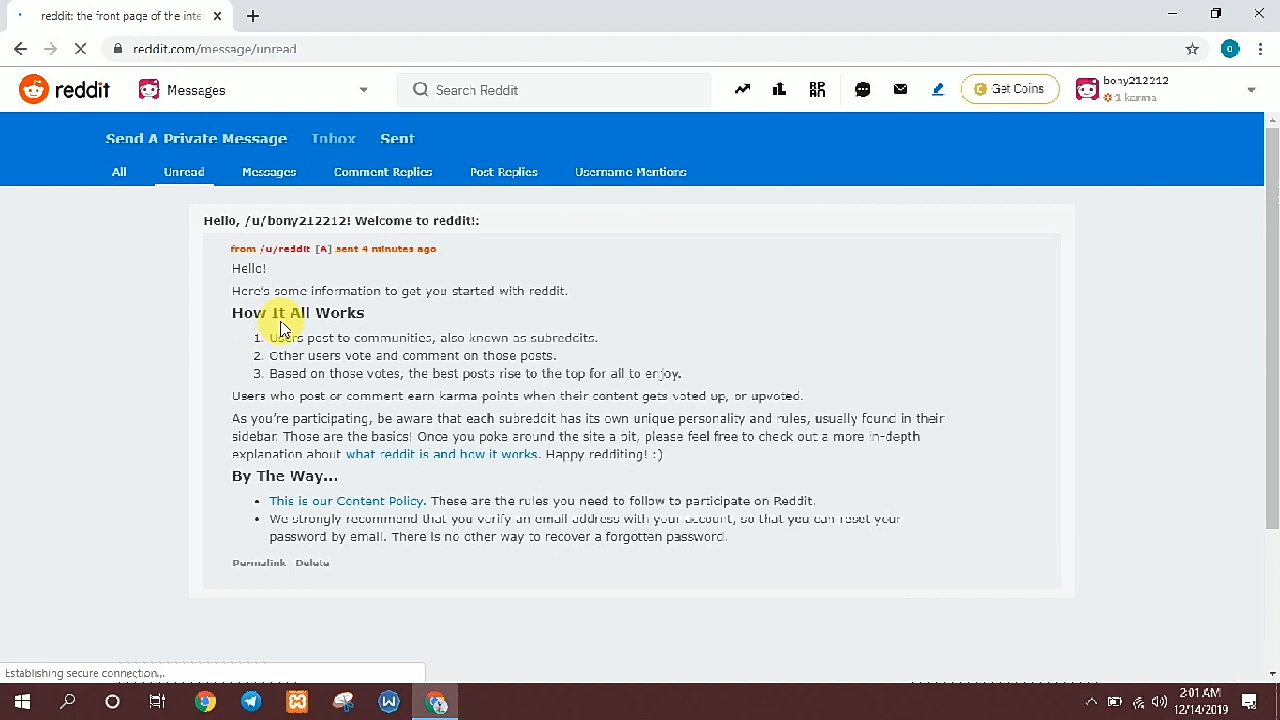 reddit: the front page of the inte
reddit.com/message/unread
reddit
Messages
Search Reddit
Get Coins
bony212212
1 karma
Send A Private Message
Inbox
Sent
All
Unread
Messages
Comment Replies
Post Replies
Username Mentions
Hello, /u/bony212212! Welcome to reddit!:
from /u/reddit [A] sent 4 minutes ago
Hello!
Here's some information to get you started with reddit.
How It All Works
1. Users post to communities, also known as subreddits.
2. Other users vote and comment on those posts.
3. Based on those votes, the best posts rise to the top for all to enjoy.
Users who post or comment earn karma points when their content gets voted up, or upvoted.
As you're participating, be aware that each subreddit has its own unique personality and rules, usually found in their
sidebar. Those are the basics! Once you poke around the site a bit, please feel free to check out a more in-depth
explanation about what reddit is and how it works. Happy redditing! :)
By The Way...
• This is our Content Policy. These are the rules you need to follow to participate on Reddit.
• We strongly recommend that you verify an email address with your account, so that you can reset your
password by email. There is no other way to recover a forgotten password.
Permalink Delete
Establishing secure connection...
2:01 AM
12/14/2019